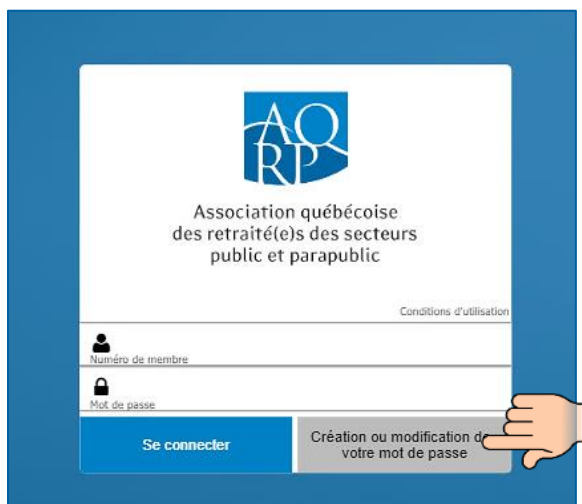 AQ
RP
Association québécoise
des retraité(e)s des secteurs
public et parapublic
Conditions d'utilisation
Numéro de membre
Mot de passe
Se connecter
Création ou modification de
votre mot de passe